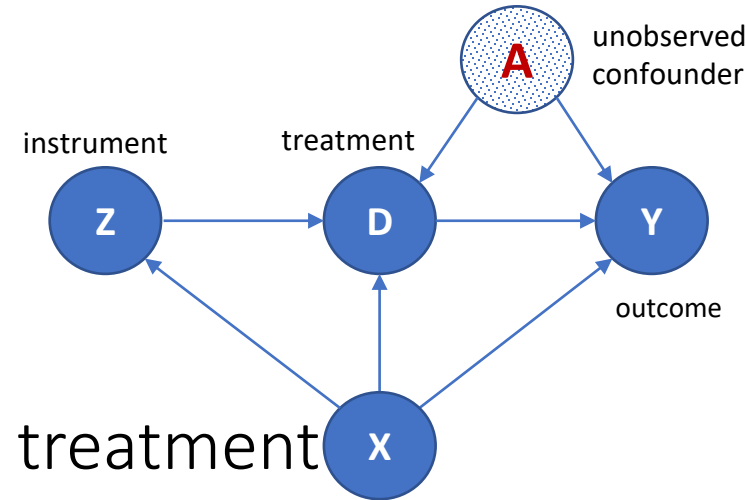 A
unobserved
confounder
instrument
treatment
Z
D
Y
outcome
treatment
X